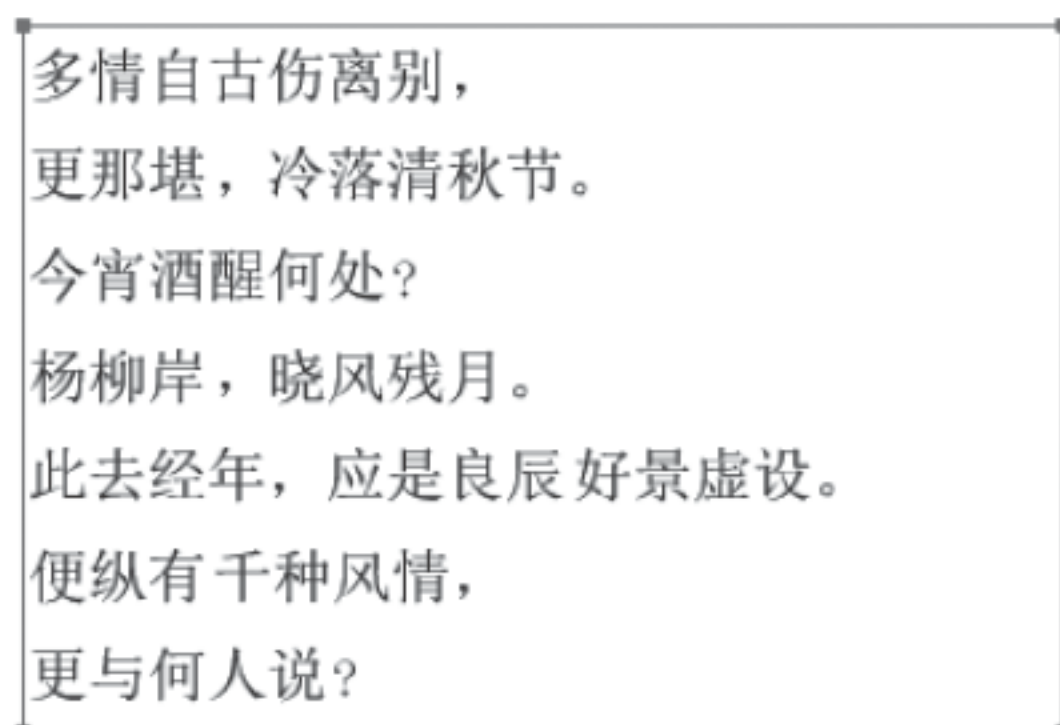 多情自古伤离别，
更那堪，冷落清秋节。
今宵酒醒何处?
杨柳岸，晓风残月。
此去经年，应是良辰好景虚设。
便纵有千种风情，
更与何人说?